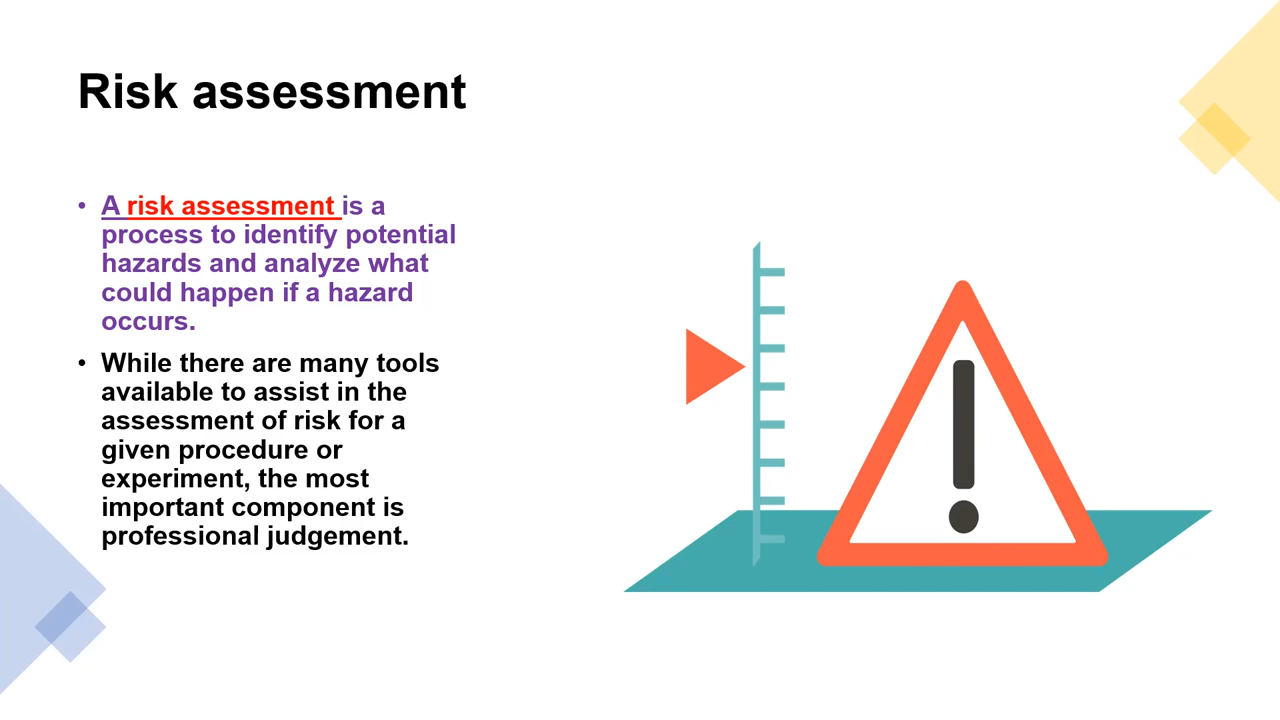 Risk assessment
• A risk assessment is a
process to identify potential
hazards and analyze what
could happen if a hazard
occurs.
• While there are many tools
available to assist in the
assessment of risk for a
given procedure or
experiment, the most
important component is
professional judgement.